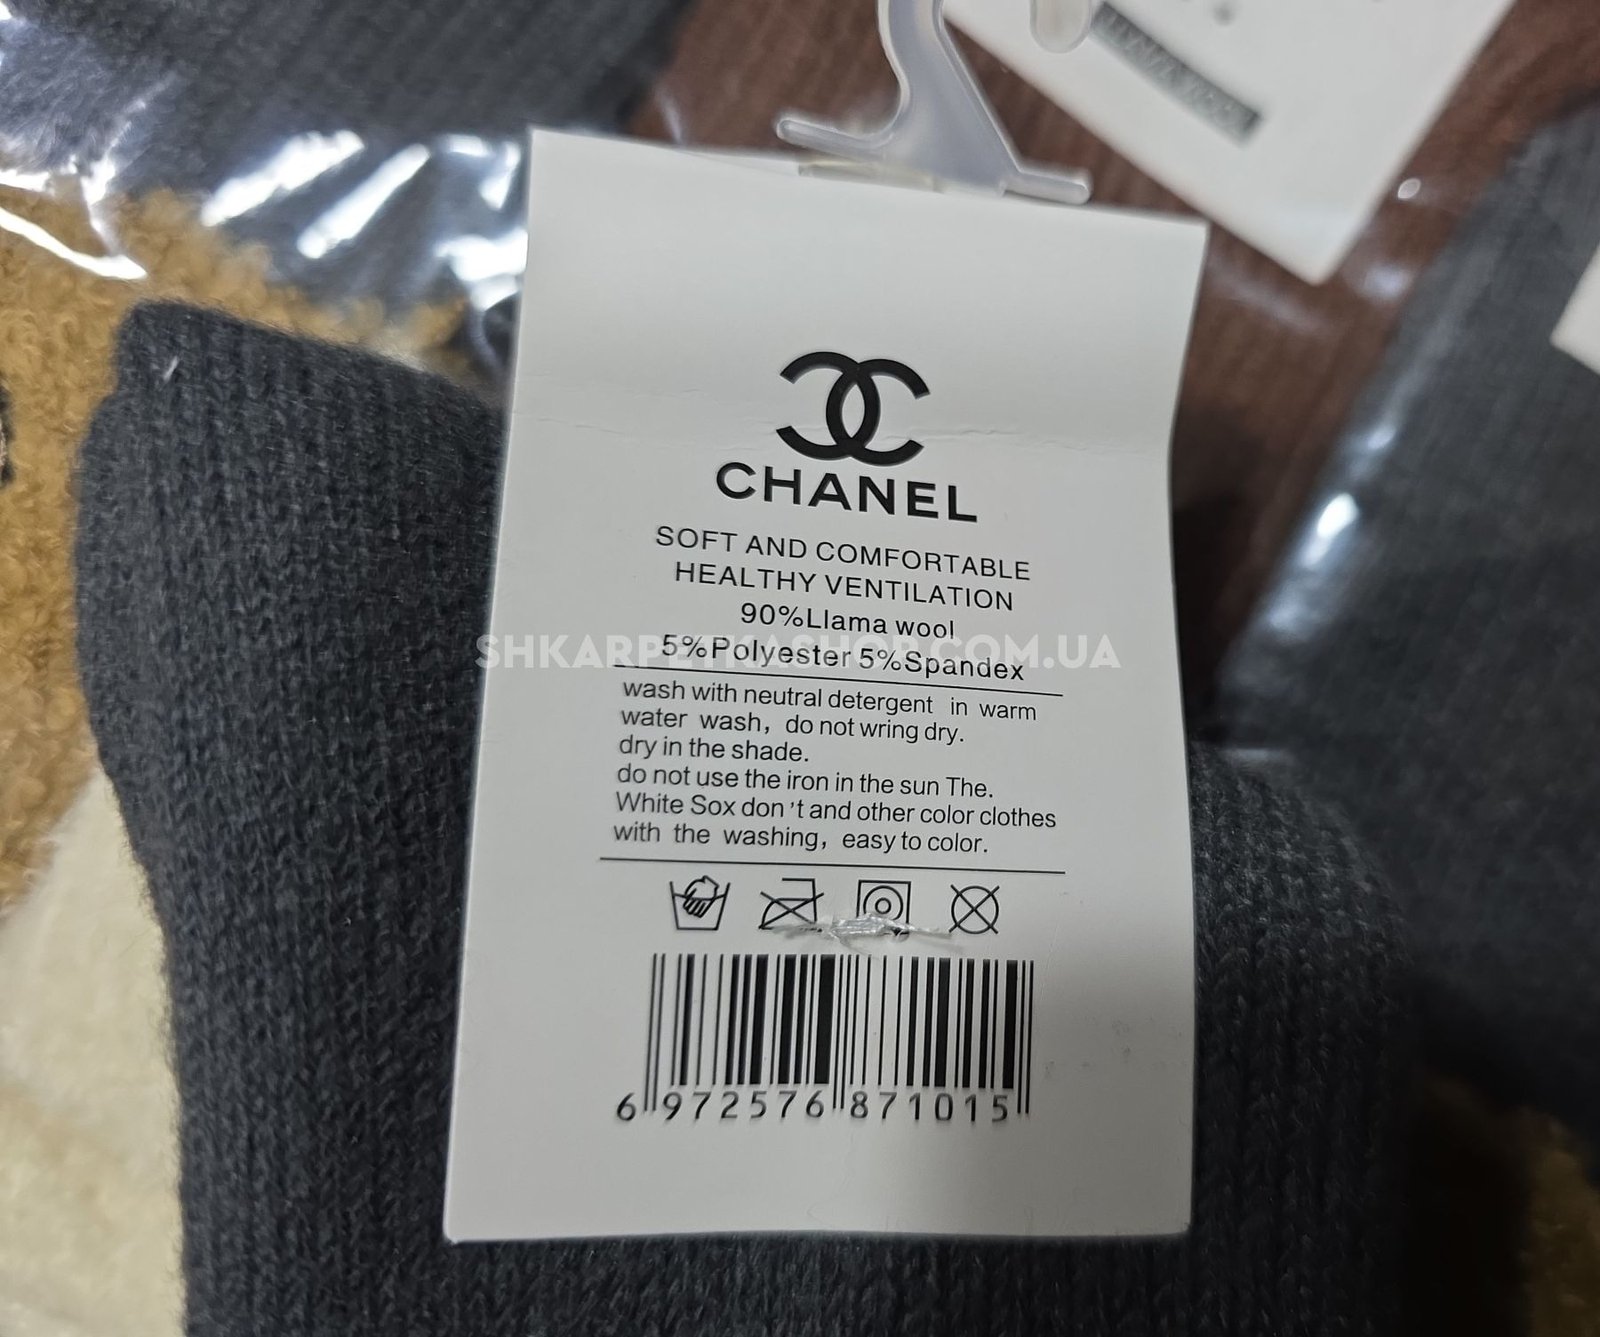 CHANEL
SOFT AND COMFORTABLE
HEALTHY VENTILATION
90%Llama wool
SHKARPETKASHOP.COM.UA
5%Polyester 5%Spandex
wash with neutral detergent in warm
water wash, do not wring dry.
dry in the shade.
do not use the iron in the sun The.
White Sox don't and other color clothes
with the washing, easy to color.
6 972576 871015